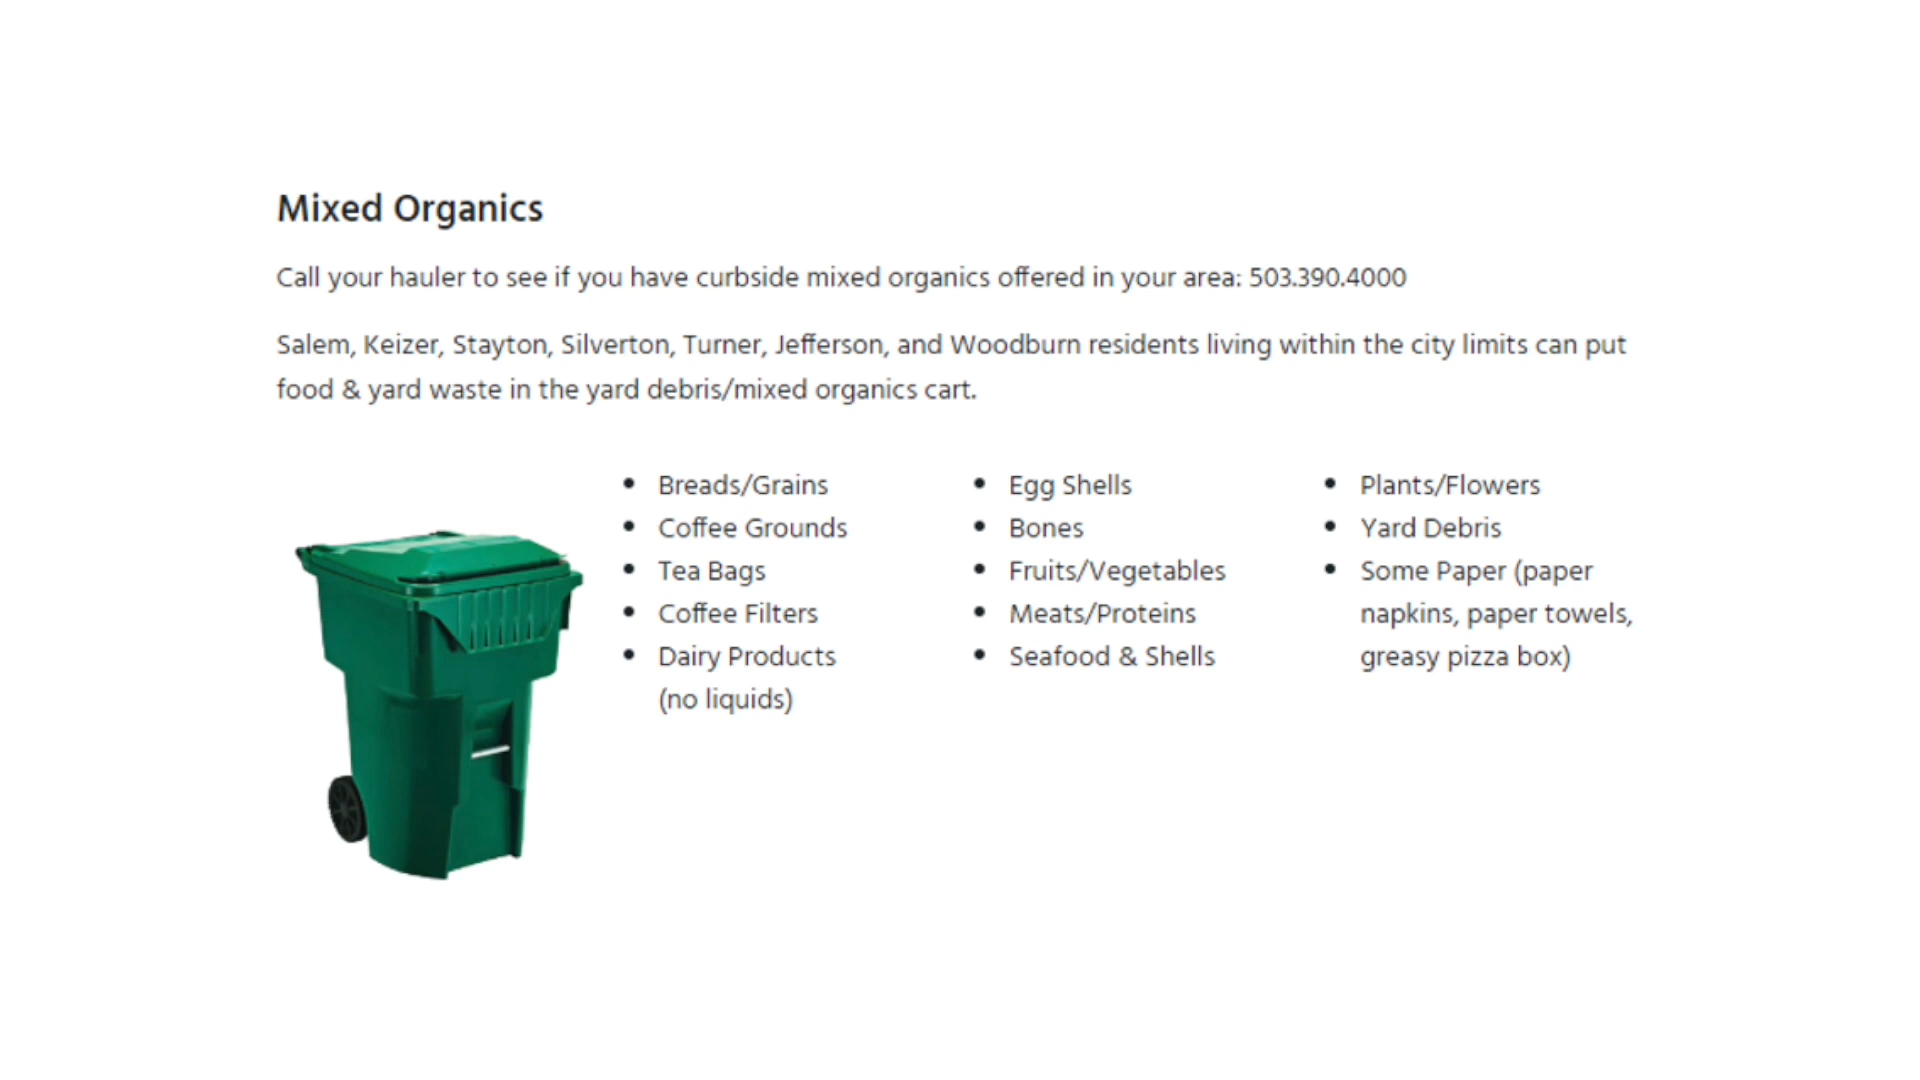 Mixed Organics
Call your hauler to see if you have curbside mixed organics offered in your area: 503.390.4000
Salem, Keizer, Stayton, Silverton, Turner, Jefferson, and Woodburn residents living within the city limits can put
food & yard waste in the yard debris/mixed organics cart.
• Breads/Grains
• Coffee Grounds
• Tea Bags
• Coffee Filters
• Dairy Products
(no liquids)
• Egg Shells
• Bones
• Fruits/Vegetables
• Meats/Proteins
• Seafood & Shells
• Plants/Flowers
• Yard Debris
• Some Paper (paper
napkins, paper towels,
greasy pizza box)